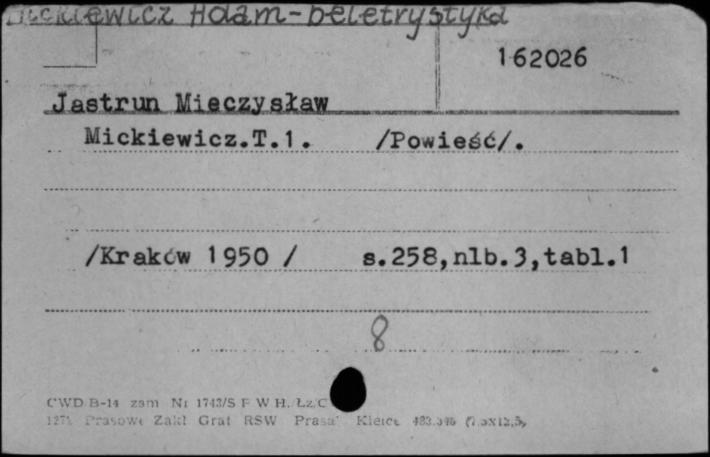 Mickiewicz Adam-beletrystyka
162026
Jastrun Mieczysław
Mickiewicz.T.1. /Powieść/.
/Kraków 1950 / s.258,nlb.3,tabl.1
8
CWD B-14 zam Nr 1743/S F W H. Łz/C
Prasowe Zakł Graf RSW Prasa Kielce